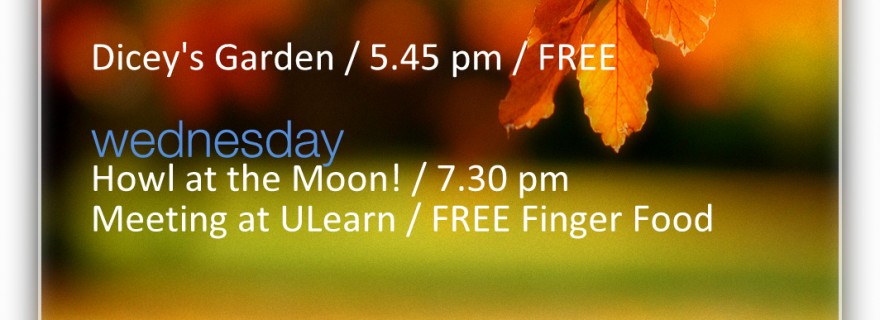 Dicey's Garden / 5.45 pm / FREE
wednesday
Howl at the Moon! / 7.30 pm
Meeting at ULearn / FREE Finger Food